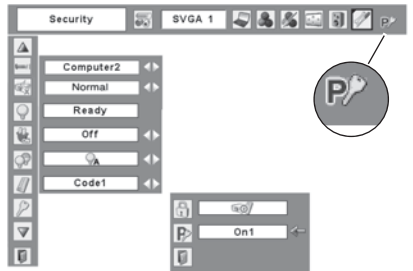 Security
SVGA 1
Computer2
Normal
Ready
Off
A
Code1
P
P
On1